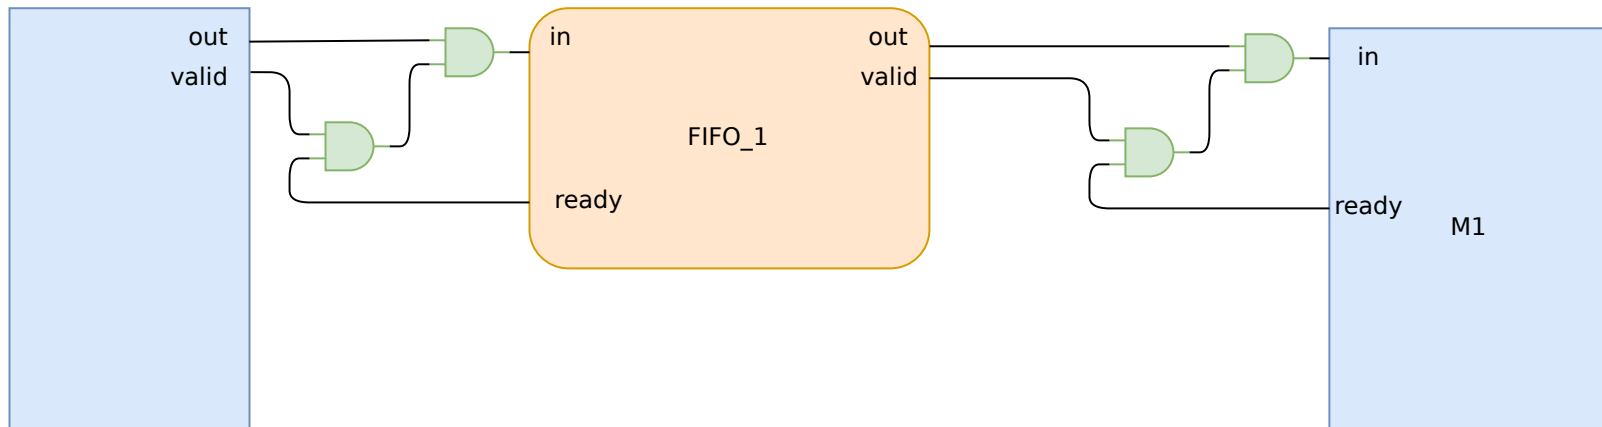 out
valid
in
FIFO_1
ready
out
valid
in
ready
M1